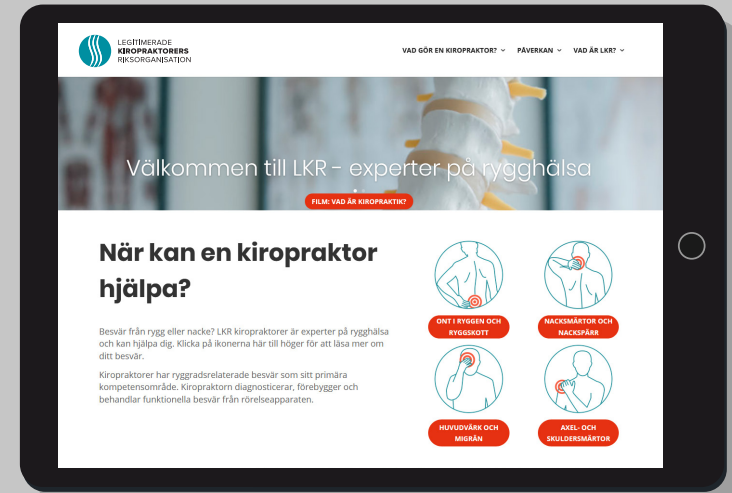 LEGITIMERADE
KIROPRAKTORERS
RIKSORGANISATION
VAD GÖR EN KIROPRAKTOR?
PÅVERKAN
VAD ÄR LKR?
Välkommen till LKR – experter på rygghälsa
FILM: VAD ÄR KIROPRAKTIK?
När kan en kiropraktor
hjälpa?
Besvär från rygg eller nacke? LKR kiropraktorer är experter på rygghälsa
och kan hjälpa dig. Klicka på ikonerna här till höger för att läsa mer om
ditt besvär.
Kiropraktorer har ryggradsrelaterade besvär som sitt primära
kompetensområde. Kiropraktorn diagnosticerar, förebygger och
behandlar funktionella besvär från rörelseapparaten.
ONT I RYGGEN OCH
RYGGSKOTT
NACKSMÄRTOR OCH
NACKSPÄRR
HUVUDVÄRK OCH
MIGRÄN
AXEL- OCH
SKULDERSMÄRTOR